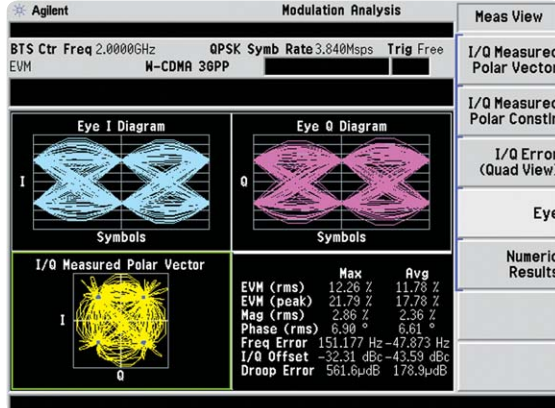 Agilent Modulation Analysis Meas View
BTS Ctr Freq 2.0000GHz QPSK Symb Rate 3.840Msps Trig Free
EVM W-CDMA 3GPP
I/Q Measured
Polar Vector
I/Q Measured
Polar Constln
I/Q Error
(Quad View)
Eye
Numeric
Results
Eye I Diagram
I
Symbols
Eye Q Diagram
Q
Symbols
I/Q Measured Polar Vector
I
Q
Max Avg
EVM (rms) 12.26 % 11.78 %
EVM (peak) 21.79 % 17.78 %
Mag (rms) 2.86 % 2.36 %
Phase (rms) 6.90 ° 6.61 °
Freq Error 151.177 Hz -47.873 Hz
I/Q Offset -32.31 dBc -43.59 dBc
Droop Error 561.6µdB 178.9µdB